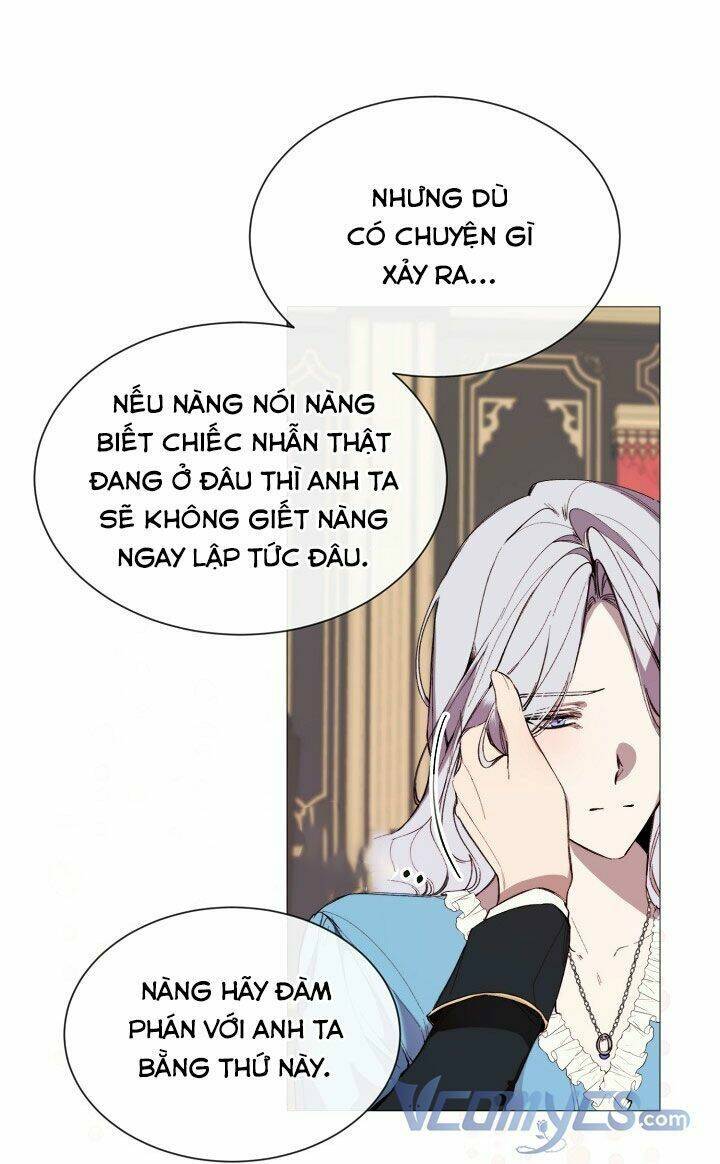 NHƯNG DÙ
CÓ CHUYỆN GÌ
XẢY RA...
NẾU NÀNG NÓI NÀNG
BIẾT CHIẾC NHẪN THẬT
ĐANG Ở ĐÂU THÌ ANH TA
SẼ KHÔNG GIẾT NÀNG
NGAY LẬP TỨC ĐÂU.
NÀNG HÃY ĐÀM
PHÁN VỚI ANH TA
BẰNG THỨ NÀY.
VCOMYCS.com